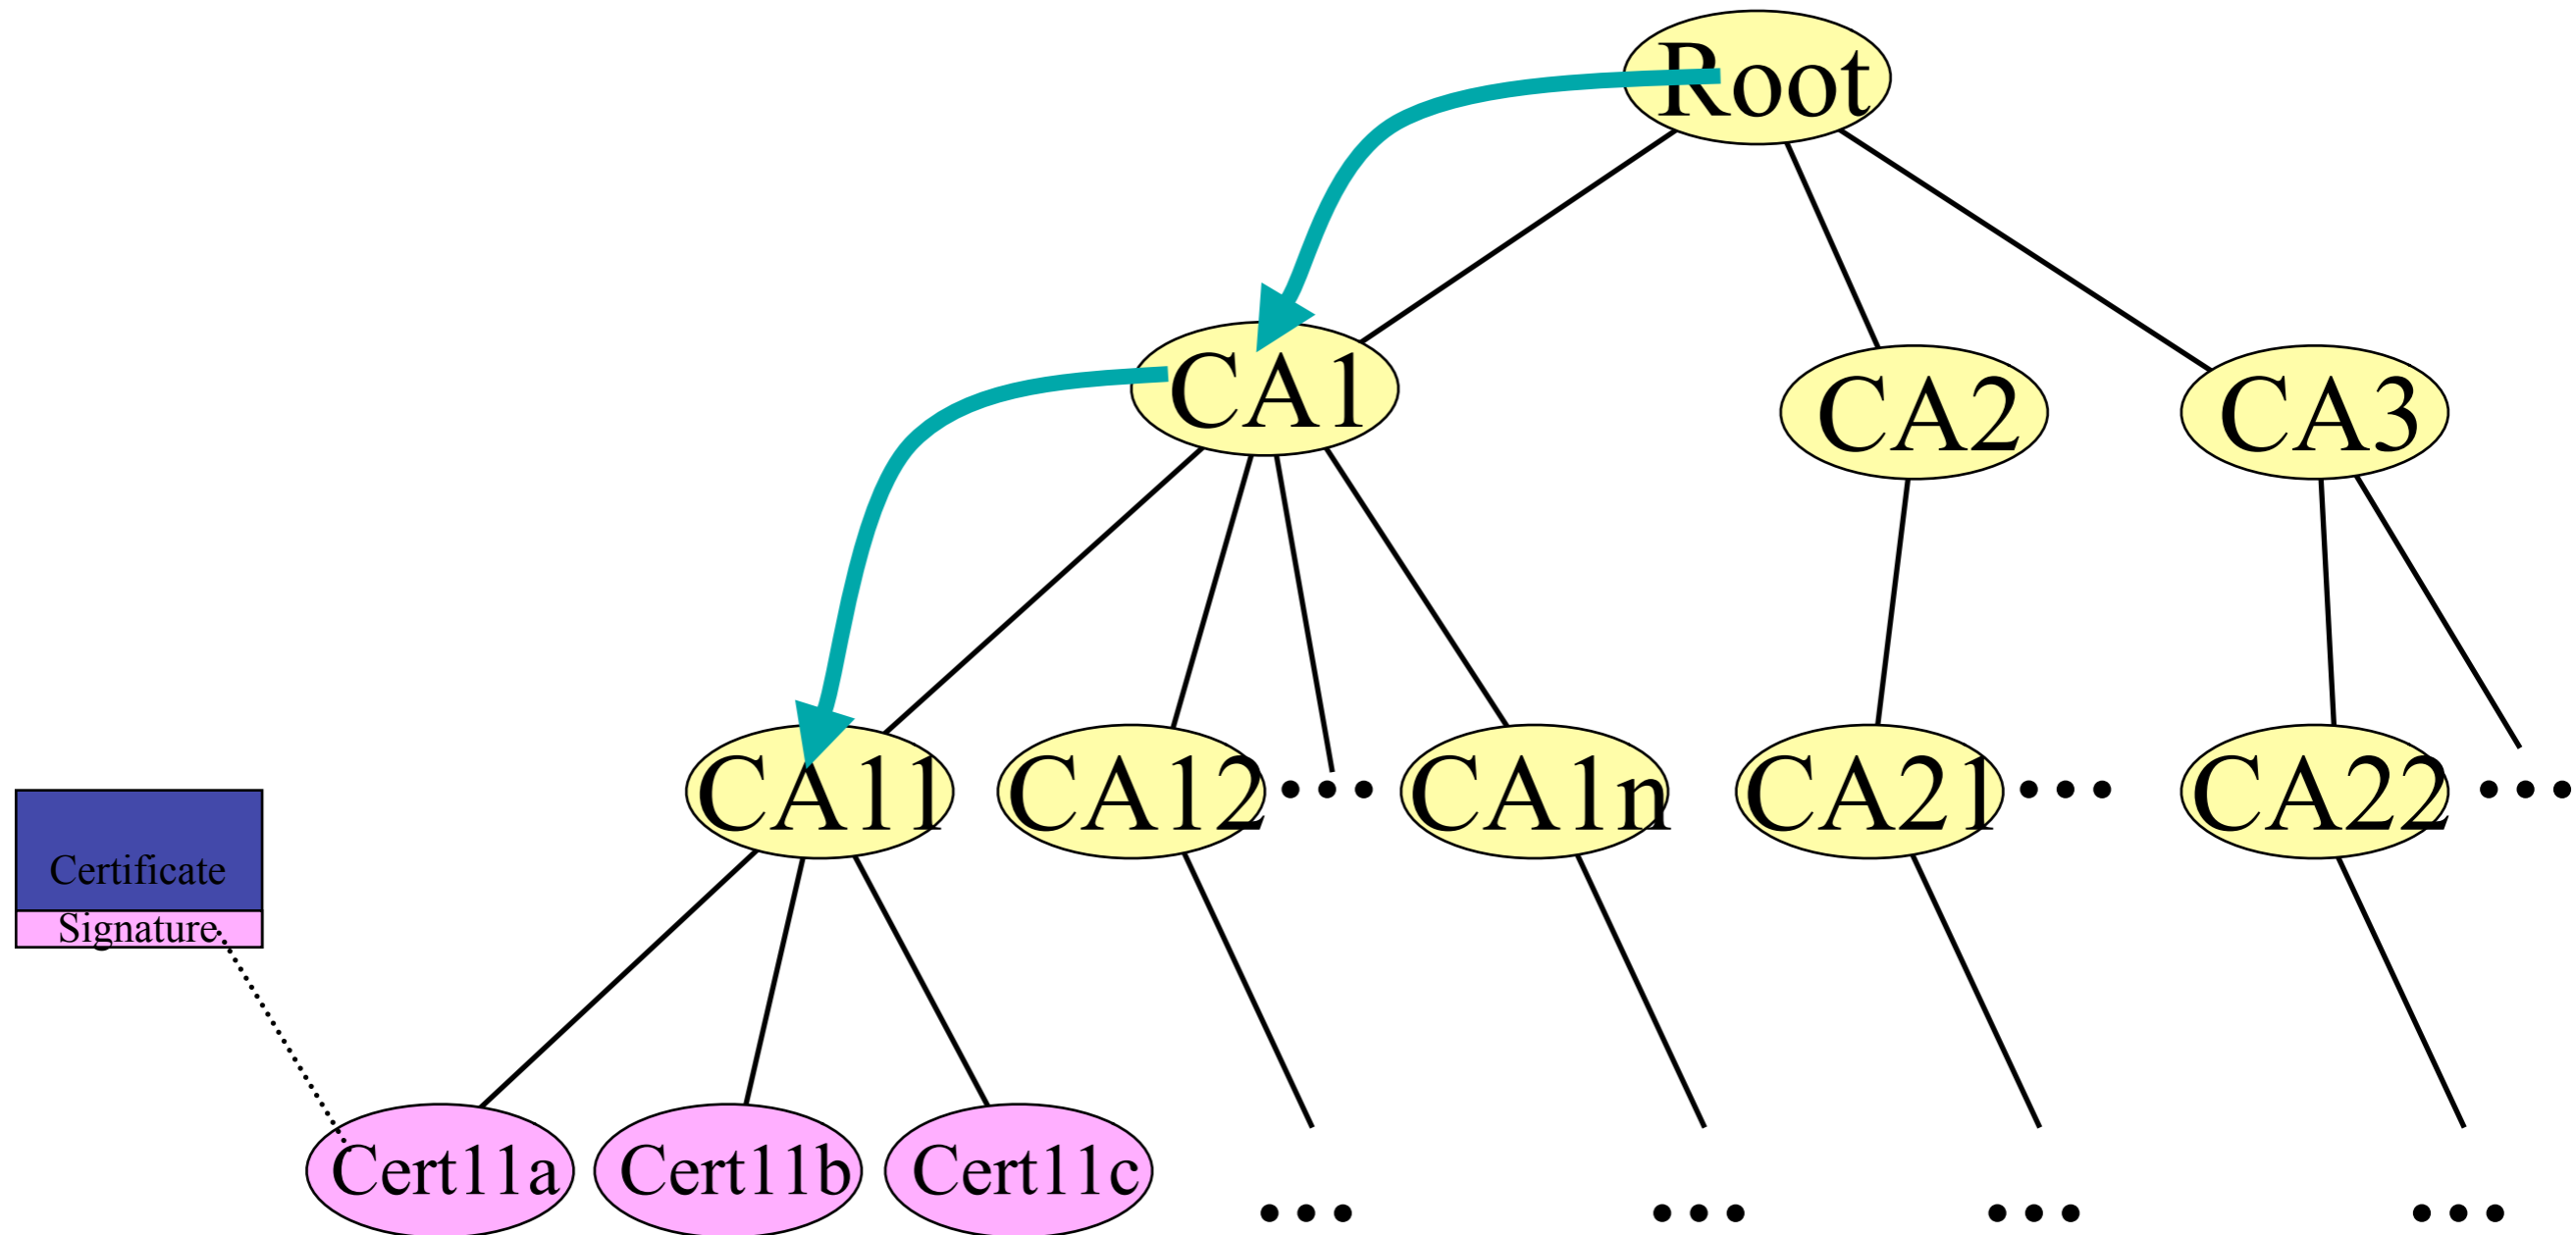 Root
CA1
CA2
CA3
CA11
CA12
...
CA1n
CA21
...
CA22
...
Certificate
Signature
Cert11a
Cert11b
Cert11c
...
...
...
...